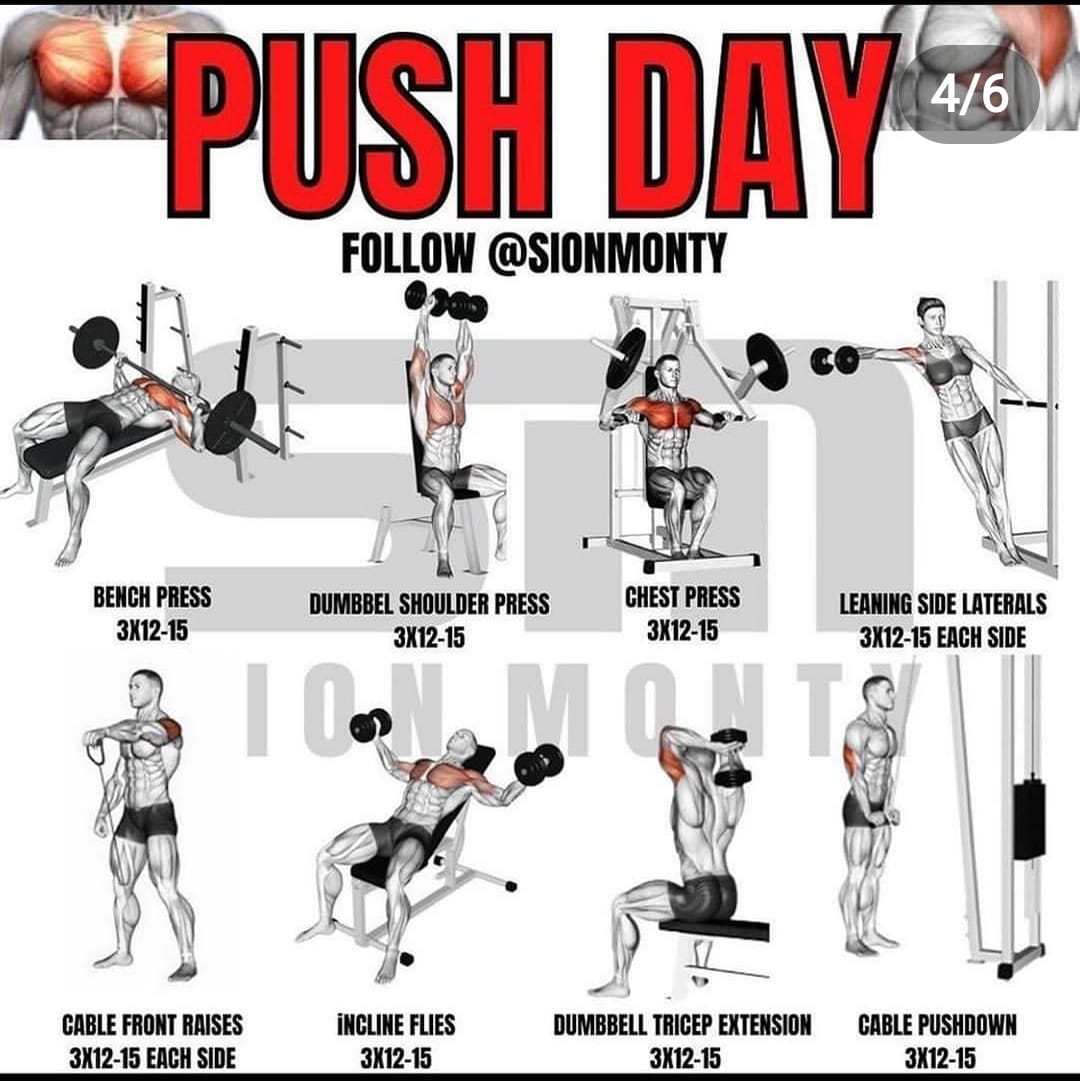 PUSH DAY
4/6
FOLLOW @SIONMONTY
BENCH PRESS
3X12-15
DUMBBEL SHOULDER PRESS
3X12-15
CHEST PRESS
3X12-15
LEANING SIDE LATERALS
3X12-15 EACH SIDE
SM
ION MONTY
CABLE FRONT RAISES
3X12-15 EACH SIDE
iNCLINE FLIES
3X12-15
DUMBBELL TRICEP EXTENSION
3X12-15
CABLE PUSHDOWN
3X12-15